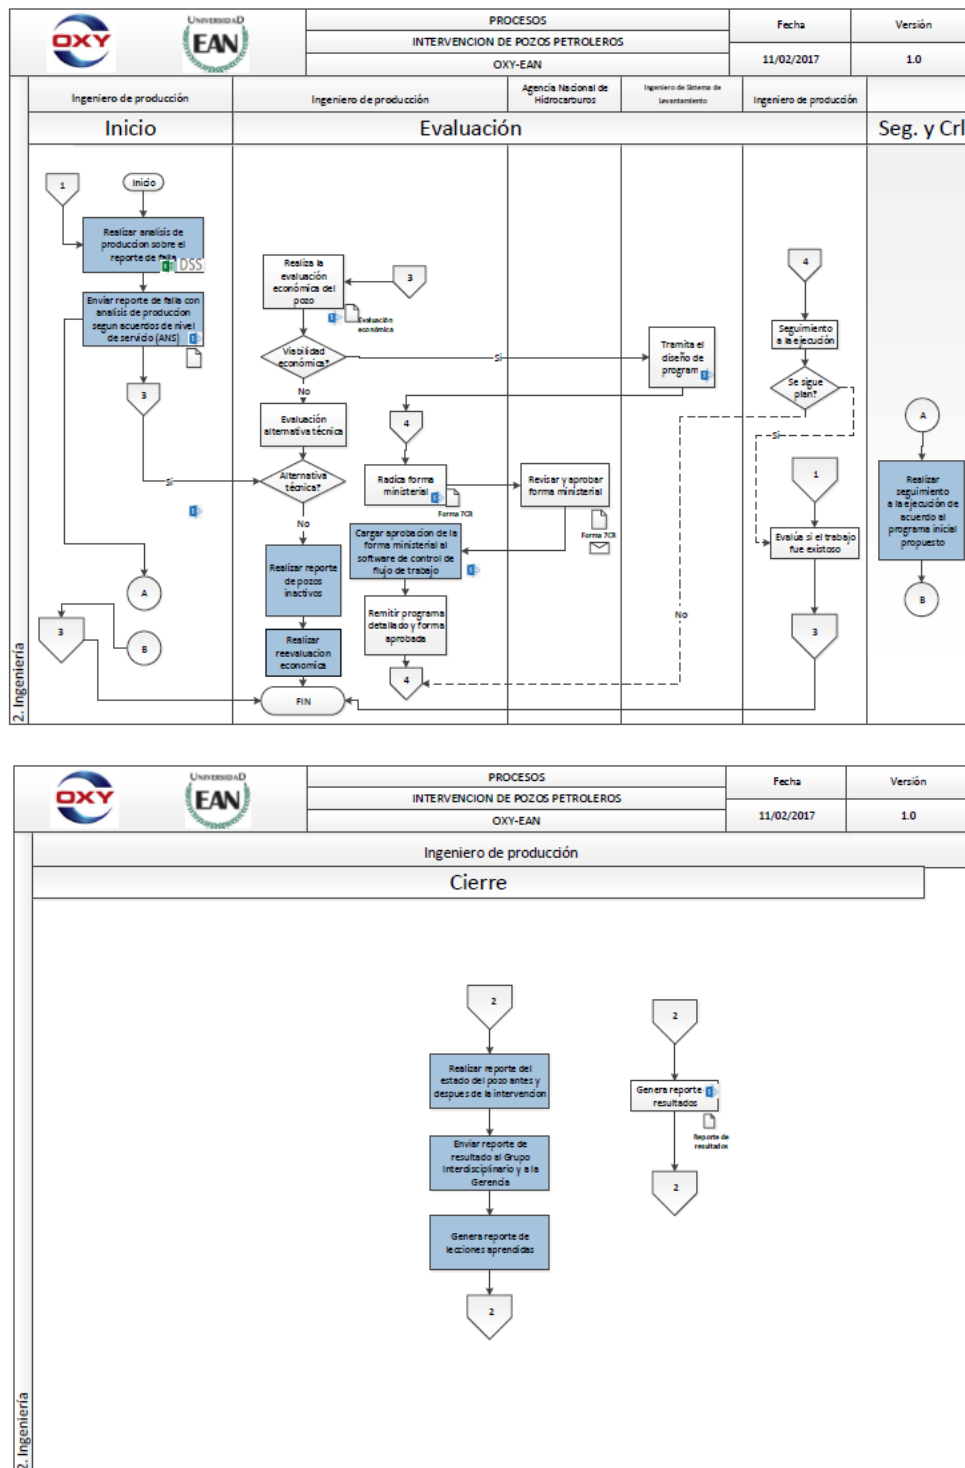 OXY
UNIVERSIDAD
EAN
PROCESOS
INTERVENCION DE POZOS PETROLEROS
OXY-EAN
Fecha
11/02/2017
Versión
1.0
Ingeniero de producción
Ingeniero de producción
Agencia Nacional de
Hidrocarburos
Ingeniero de Sistema de
Levantamiento
Ingeniero de producción
Inicio
Evaluación
Seg. y Crl
2. Ingeniería
1
Inicio
Realizar analisis de
produccion sobre el
reporte de falla
DSS
Enviar reporte de falla con
analisis de produccion
segun acuerdos de nivel
de servicio (ANS)
3
Si
A
3
B
Realiza la
evaluación
económica del
pozo
3
Evaluación
económica
Viabilidad
económica?
Si
No
Evaluación
alternativa técnica
Alternativa
técnica?
No
Realizar reporte
de pozos
inactivos
Realizar
reevaluacion
economica
FIN
4
Radica forma
ministerial
Forma 7CR
Cargar aprobacion de la
forma ministerial al
software de control de
flujo de trabajo
Remitir programa
detallado y forma
aprobada
4
Revisar y aprobar
forma ministerial
Forma 7CR
Tramita el
diseño de
program
No
4
Seguimiento
a la ejecución
Se sigue
plan?
Si
1
Evalúa si el trabajo
fue existoso
3
A
Realizar
seguimiento
a la ejecución de
acuerdo al
programa inicial
propuesto
B
OXY
UNIVERSIDAD
EAN
PROCESOS
INTERVENCION DE POZOS PETROLEROS
OXY-EAN
Fecha
11/02/2017
Versión
1.0
Ingeniero de producción
Cierre
2. Ingeniería
2
Realizar reporte del
estado del pozo antes y
despues de la intervencion
Enviar reporte de
resultado al Grupo
Interdisciplinario y a la
Gerencia
Genera reporte de
lecciones aprendidas
2
2
Genera reporte
resultados
Reporte de
resultados
2